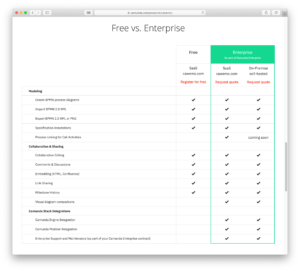 Free vs. Enterprise
Free
Enterprise
SaaS
cawemo.com
SaaS
cawemo.com
On-Premise
self-hosted
Register for free
Request quote
Request quote
Modeling
Create BPMN process diagrams
Import BPMN 2.0 XML
Export BPMN 2.0 XML or PNG
Specification Annotations
Process Linking for Call Activities
coming soon
Collaboration & Sharing
Collaborative Editing
Comments & Discussions
Embedding (HTML, Confluence)
Link Sharing
Milestone History
Visual diagram comparisons
Camunda Stack Integrations
Camunda Engine Integration
Camunda Modeler Integration
Enterprise Support and Maintenance (as part of your Camunda Enterprise contract)